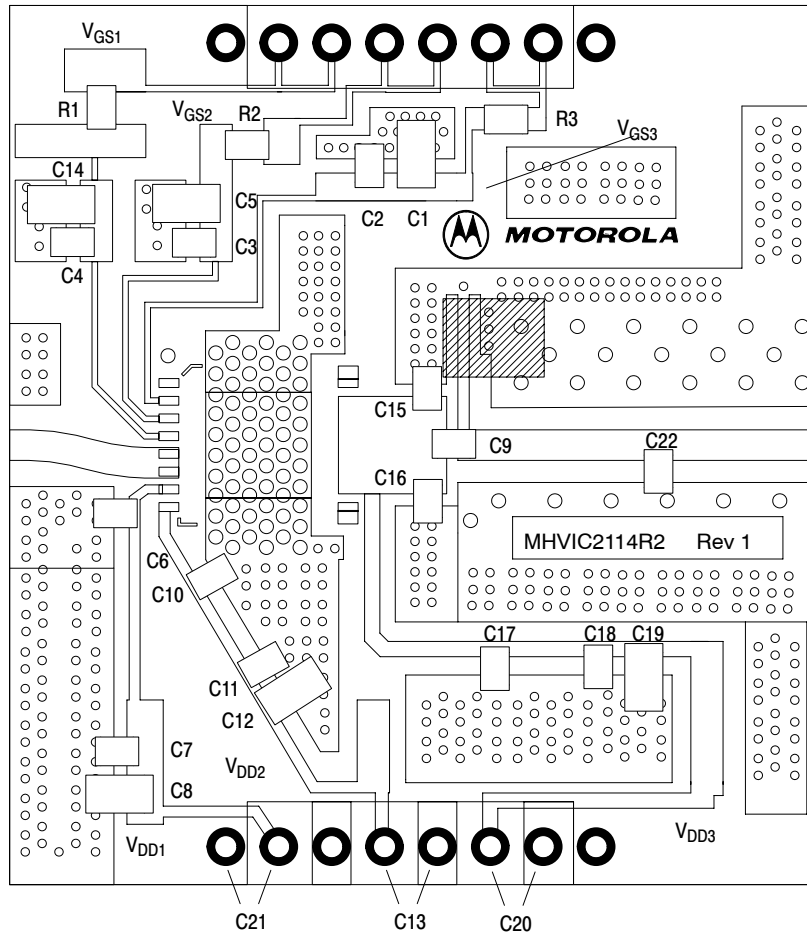 VGS1
R1
VGS2
R2
R3
VGS3
C14
C5
C2
C1
C3
C4
MOTOROLA
C15
C9
C22
C16
MHVIC2114R2 Rev 1
C6
C10
C17
C18
C19
C11
C12
C7
VDD2
C8
VDD1
VDD3
C21
C13
C20